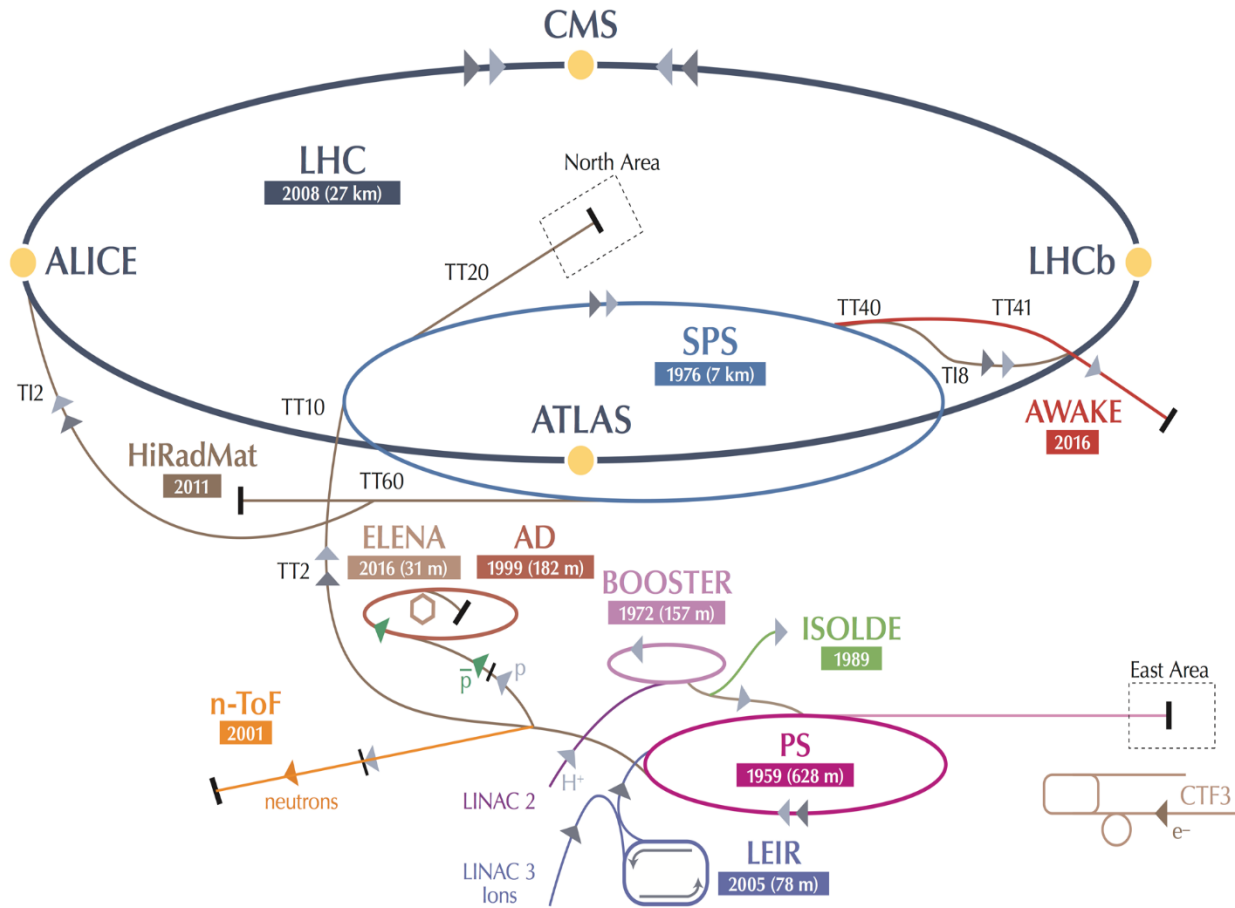 CMS
LHC
2008 (27 km)
North Area
ALICE
LHCb
TT20
TT40
TT41
SPS
1976 (7 km)
TI8
TI2
TT10
ATLAS
AWAKE
2016
HiRadMat
2011
TT60
ELENA
2016 (31 m)
AD
1999 (182 m)
TT2
BOOSTER
1972 (157 m)
ISOLDE
1989
p̅
p
East Area
n-ToF
2001
PS
1959 (628 m)
neutrons
LINAC 2
H⁺
CTF3
e⁻
LINAC 3
Ions
LEIR
2005 (78 m)